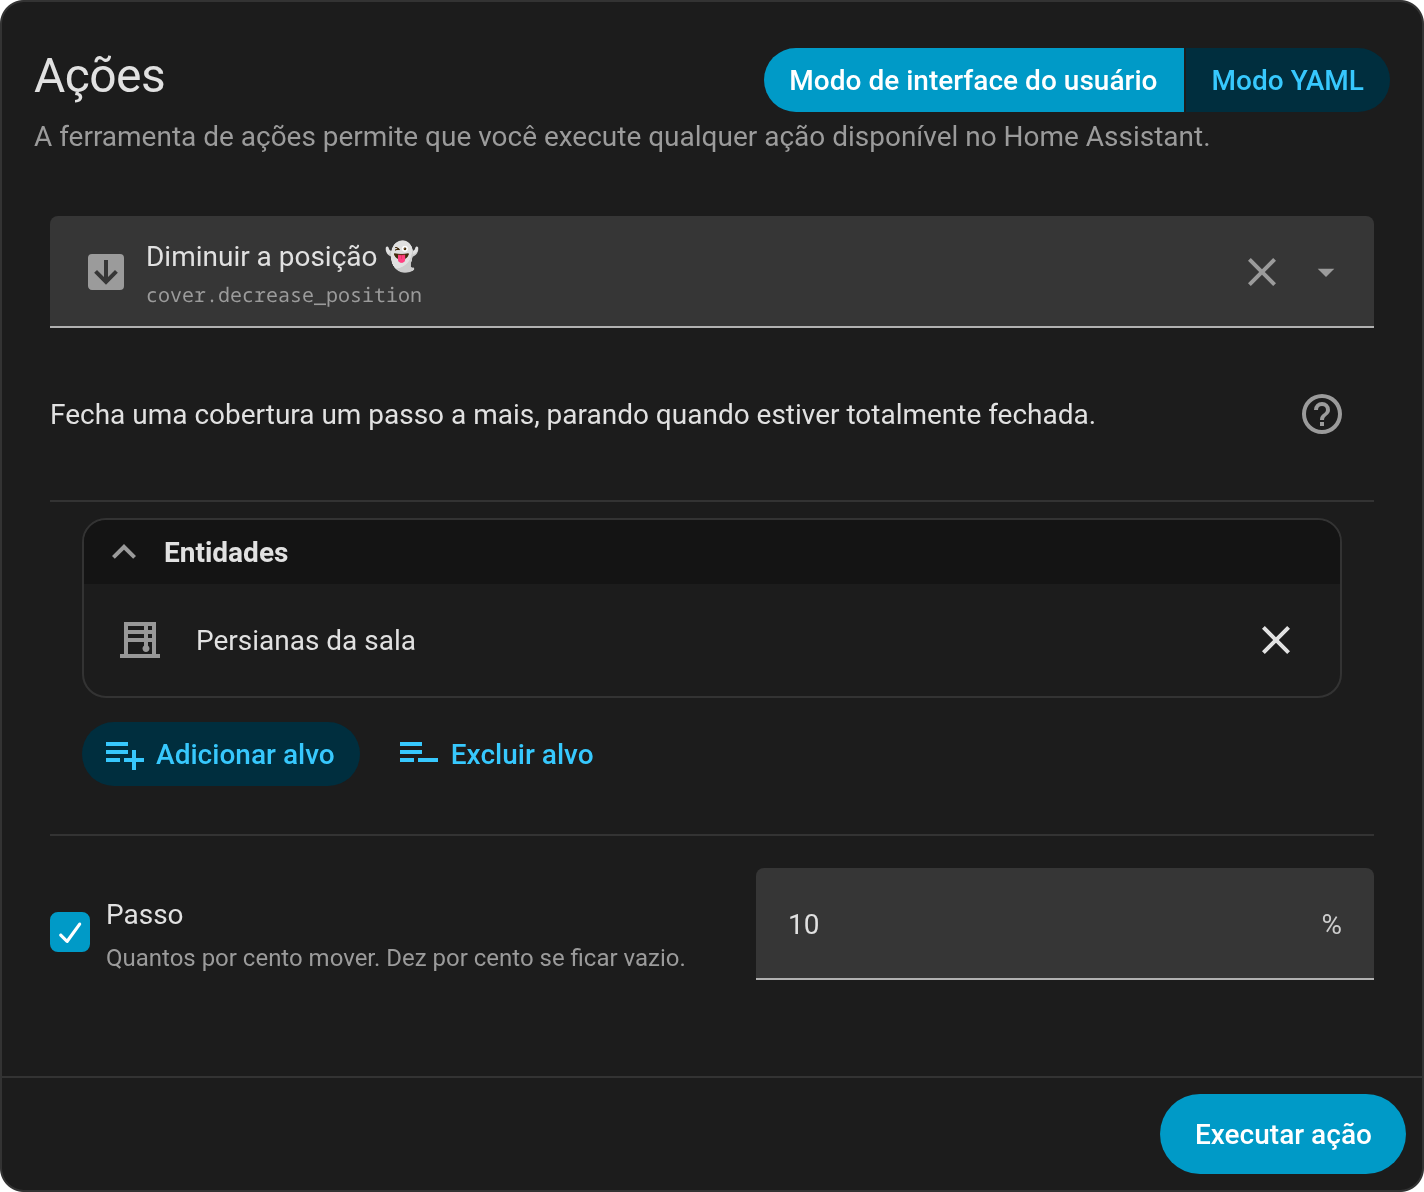 Ações
Modo de interface do usuário
Modo YAML
A ferramenta de ações permite que você execute qualquer ação disponível no Home Assistant.
Diminuir a posição 👻
cover.decrease_position
Fecha uma cobertura um passo a mais, parando quando estiver totalmente fechada.
Entidades
Persianas da sala
Adicionar alvo
Excluir alvo
Passo
Quantos por cento mover. Dez por cento se ficar vazio.
10 %
Executar ação